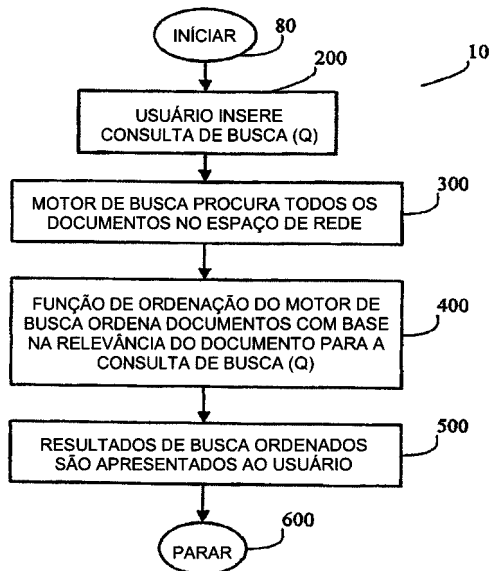 INÍCIAR
80
10
200
USUÁRIO INSERE
CONSULTA DE BUSCA (Q)
300
MOTOR DE BUSCA PROCURA TODOS OS
DOCUMENTOS NO ESPAÇO DE REDE
400
FUNÇÃO DE ORDENAÇÃO DO MOTOR DE
BUSCA ORDENA DOCUMENTOS COM BASE
NA RELEVÂNCIA DO DOCUMENTO PARA A
CONSULTA DE BUSCA (Q)
500
RESULTADOS DE BUSCA ORDENADOS
SÃO APRESENTADOS AO USUÁRIO
600
PARAR